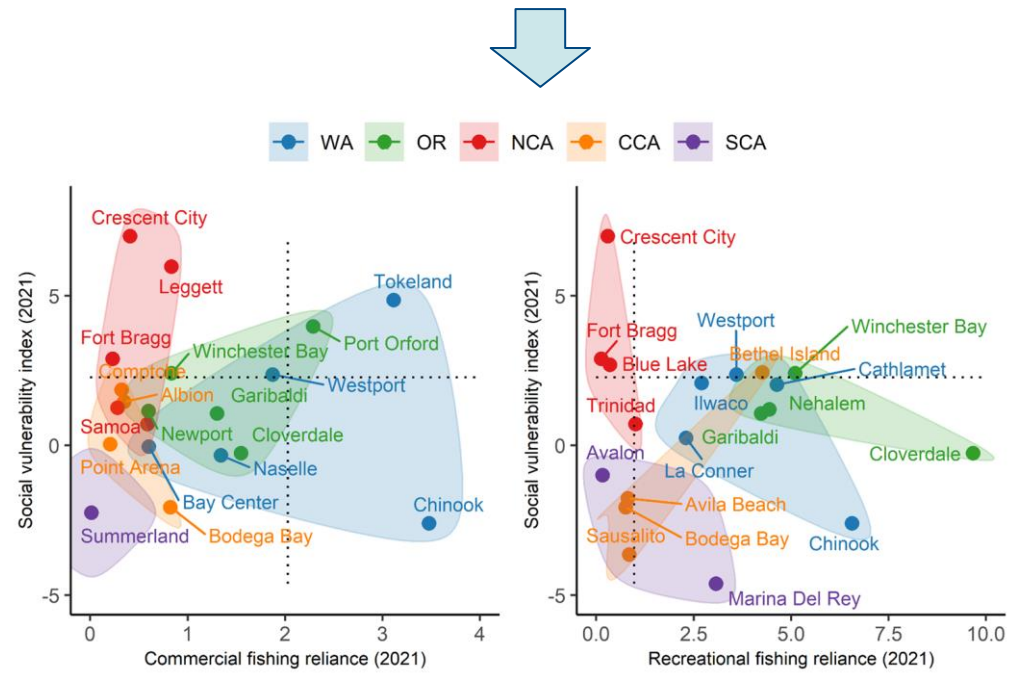 WA OR NCA CCA SCA
Social vulnerability index (2021)
5
0
-5
Crescent City
Leggett
Tokeland
Fort Bragg
Winchester Bay
Port Orford
Comptche
Albion
Garibaldi
Westport
Samoa
Newport
Cloverdale
Point Arena
Naselle
Bay Center
Chinook
Summerland
Bodega Bay
0 1 2 3 4
Commercial fishing reliance (2021)
Social vulnerability index (2021)
5
0
-5
Crescent City
Westport
Winchester Bay
Fort Bragg
Blue Lake
Bethel Island
Cathlamet
Trinidad
Ilwaco
Nehalem
Garibaldi
Avalon
La Conner
Cloverdale
Avila Beach
Sausalito
Bodega Bay
Chinook
Marina Del Rey
0.0 2.5 5.0 7.5 10.0
Recreational fishing reliance (2021)